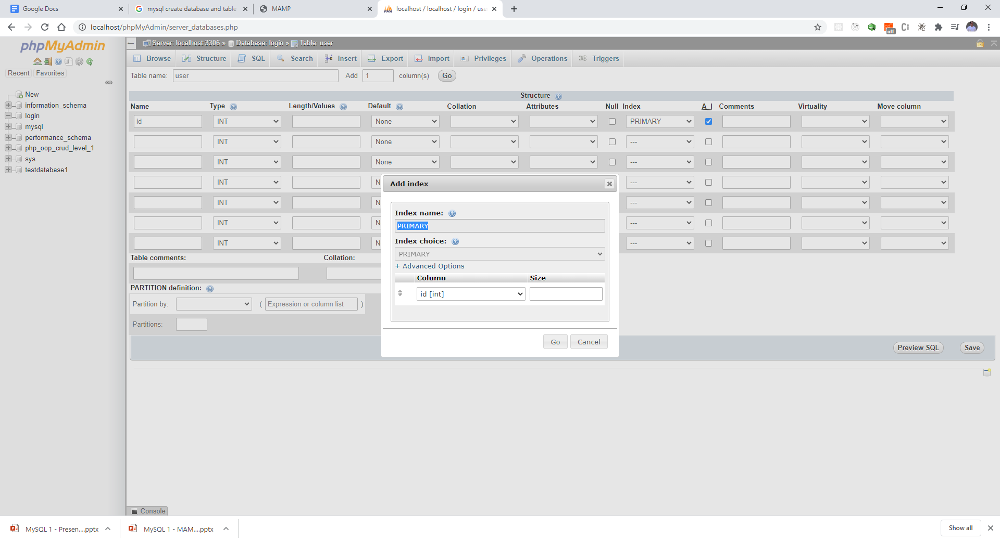 Google Docs
mysql create database and table
MAMP
localhost / localhost / login / use
localhost/phpMyAdmin/server_databases.php
off
phpMyAdmin
Recent Favorites
New
information_schema
login
mysql
performance_schema
php_oop_crud_level_1
sys
testdatabase1
Server: localhost:3306 » Database: login » Table: user
Browse Structure SQL Search Insert Export Import Privileges Operations Triggers
Table name: user Add 1 column(s) Go
Structure
Name Type Length/Values Default Collation Attributes Null Index A_I Comments Virtuality Move column
id INT None PRIMARY
INT None ---
INT None ---
INT N ---
INT N ---
INT N ---
INT N ---
Table comments: Collation:
PARTITION definition:
Partition by: ( Expression or column list )
Partitions:
Preview SQL Save
Add index
Index name:
PRIMARY
Index choice:
PRIMARY
+ Advanced Options
Column Size
id [int]
Go Cancel
Console
MySQL 1 - Presen....pptx
MySQL 1 - MAM....pptx
Show all